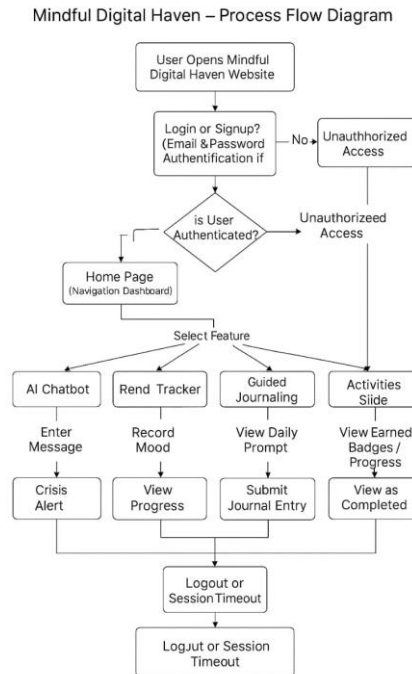 Mindful Digital Haven – Process Flow Diagram
User Opens Mindful
Digital Haven Website
Login or Signup?
(Email &Password
Authentification if
No
Unauthhorized
Access
is User
Authenticated?
Unauthorizeed
Access
Home Page
(Navigation Dashboard)
Select Feature
AI Chatbot
Rend Tracker
Guided
Journaling
Activities
Slide
Enter
Message
Record
Mood
View Daily
Prompt
View Earned
Badges /
Progress
Crisis
Alert
View
Progress
Submit
Journal Entry
View as
Completed
Logout or
Session Timeout
Logout or Session
Timeout